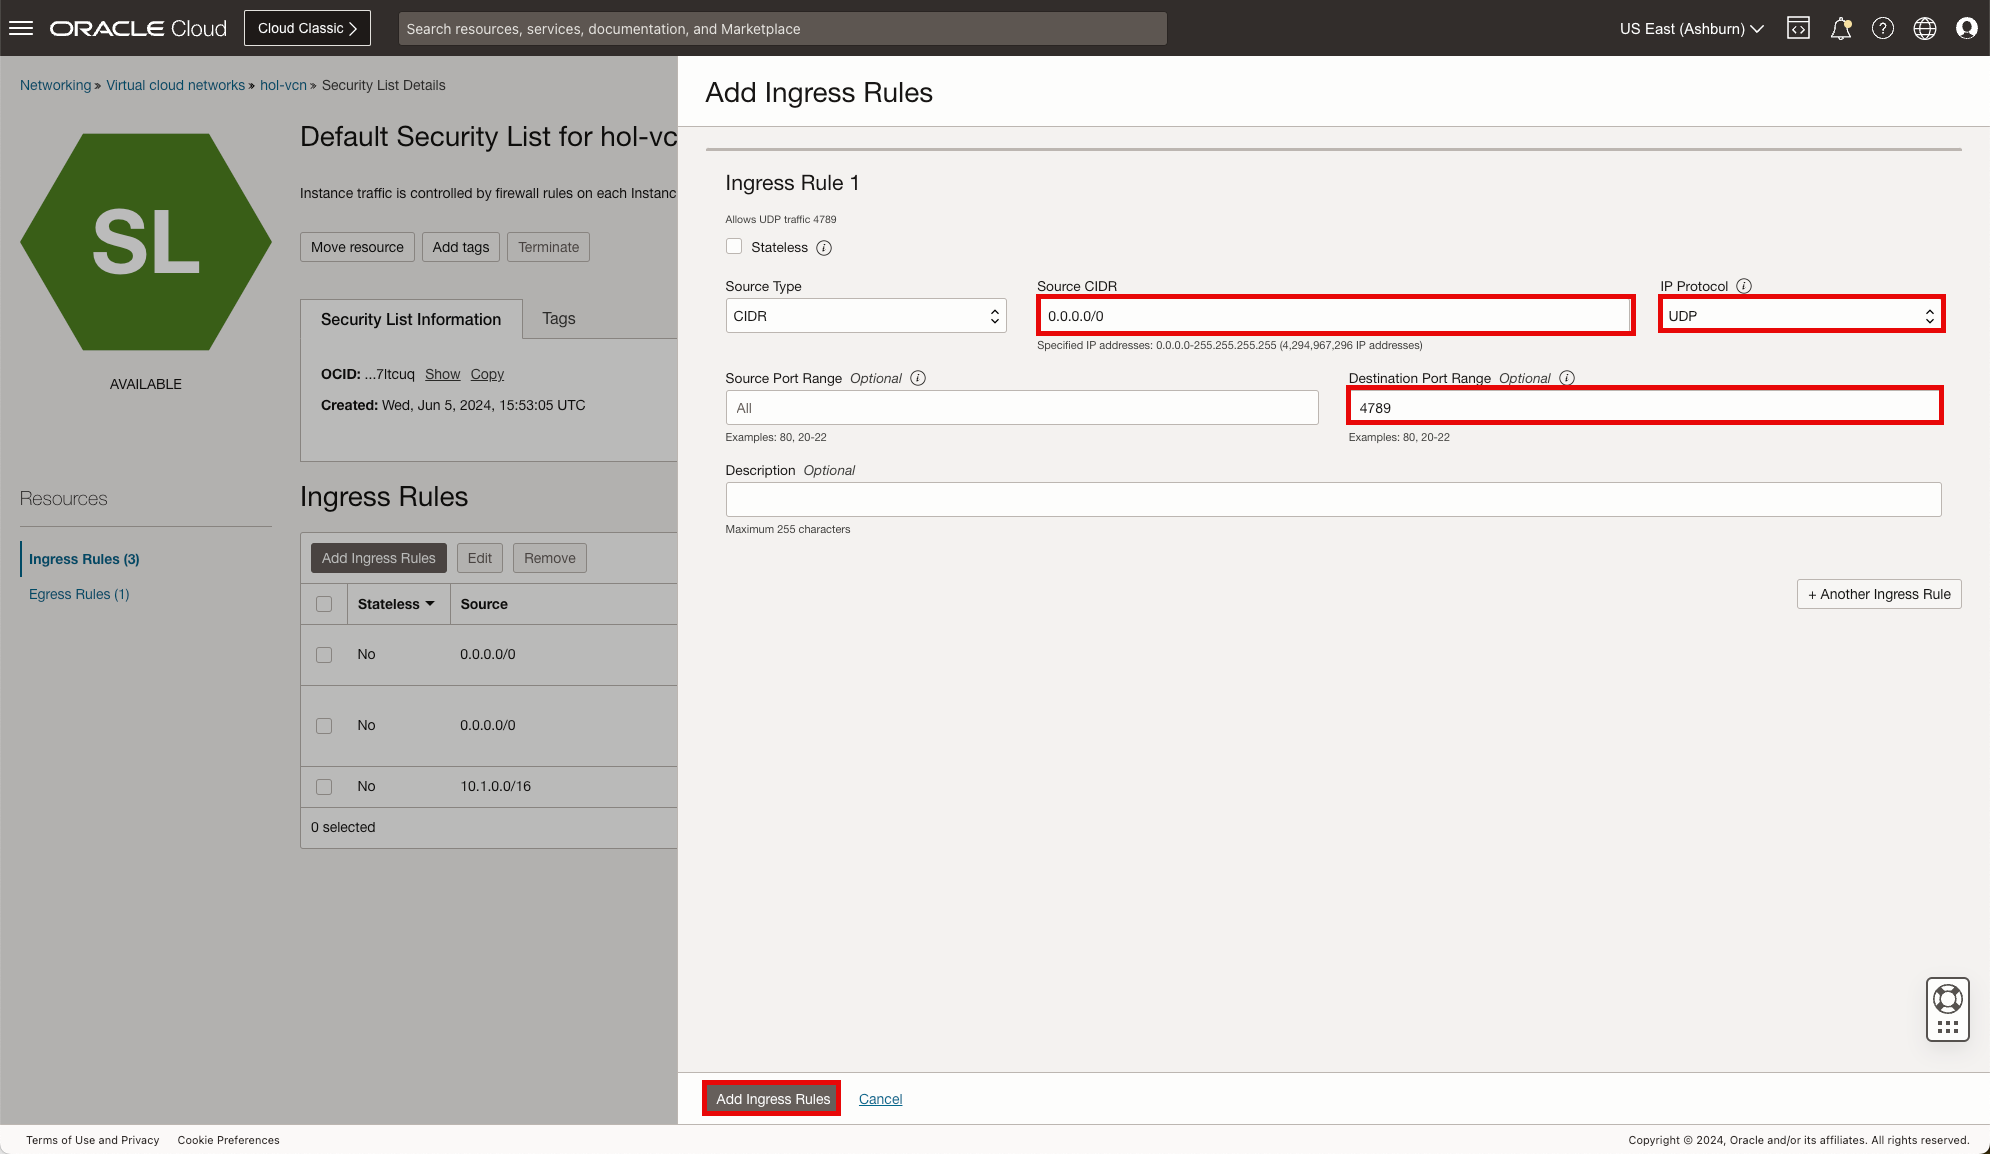 ORACLE Cloud
Cloud Classic
Search resources, services, documentation, and Marketplace
US East (Ashburn)
Networking » Virtual cloud networks » hol-vcn » Security List Details
SL
AVAILABLE
Default Security List for hol-vc
Instance traffic is controlled by firewall rules on each Instanc
Move resource
Add tags
Terminate
Security List Information
Tags
OCID: ...7ltcuq Show Copy
Created: Wed, Jun 5, 2024, 15:53:05 UTC
Resources
Ingress Rules (3)
Egress Rules (1)
Ingress Rules
Add Ingress Rules
Edit
Remove
Stateless Source
No 0.0.0.0/0
No 0.0.0.0/0
No 10.1.0.0/16
0 selected
Add Ingress Rules
Ingress Rule 1
Allows UDP traffic 4789
Stateless
Source Type
CIDR
Source CIDR
0.0.0.0/0
Specified IP addresses: 0.0.0.0-255.255.255.255 (4,294,967,296 IP addresses)
IP Protocol
UDP
Source Port Range Optional
All
Examples: 80, 20-22
Destination Port Range Optional
4789
Examples: 80, 20-22
Description Optional
Maximum 255 characters
+ Another Ingress Rule
Add Ingress Rules
Cancel
Terms of Use and Privacy
Cookie Preferences
Copyright © 2024, Oracle and/or its affiliates. All rights reserved.